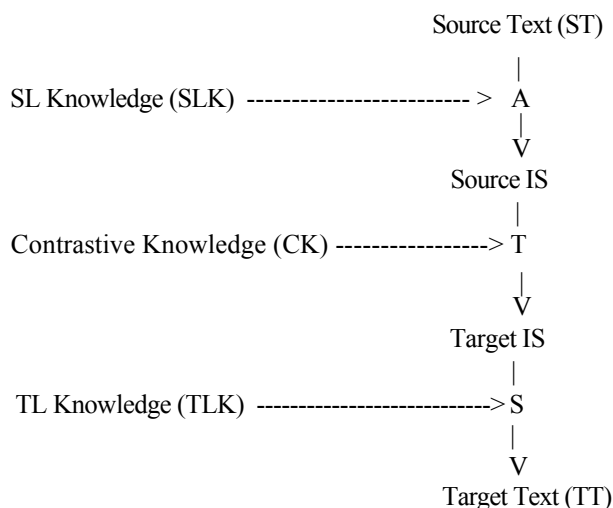 Source Text (ST)
|
SL Knowledge (SLK) ------------------------- > A
|
V
Source IS
|
Contrastive Knowledge (CK) -----------------> T
|
V
Target IS
|
TL Knowledge (TLK) --------------------------> S
|
V
Target Text (TT)